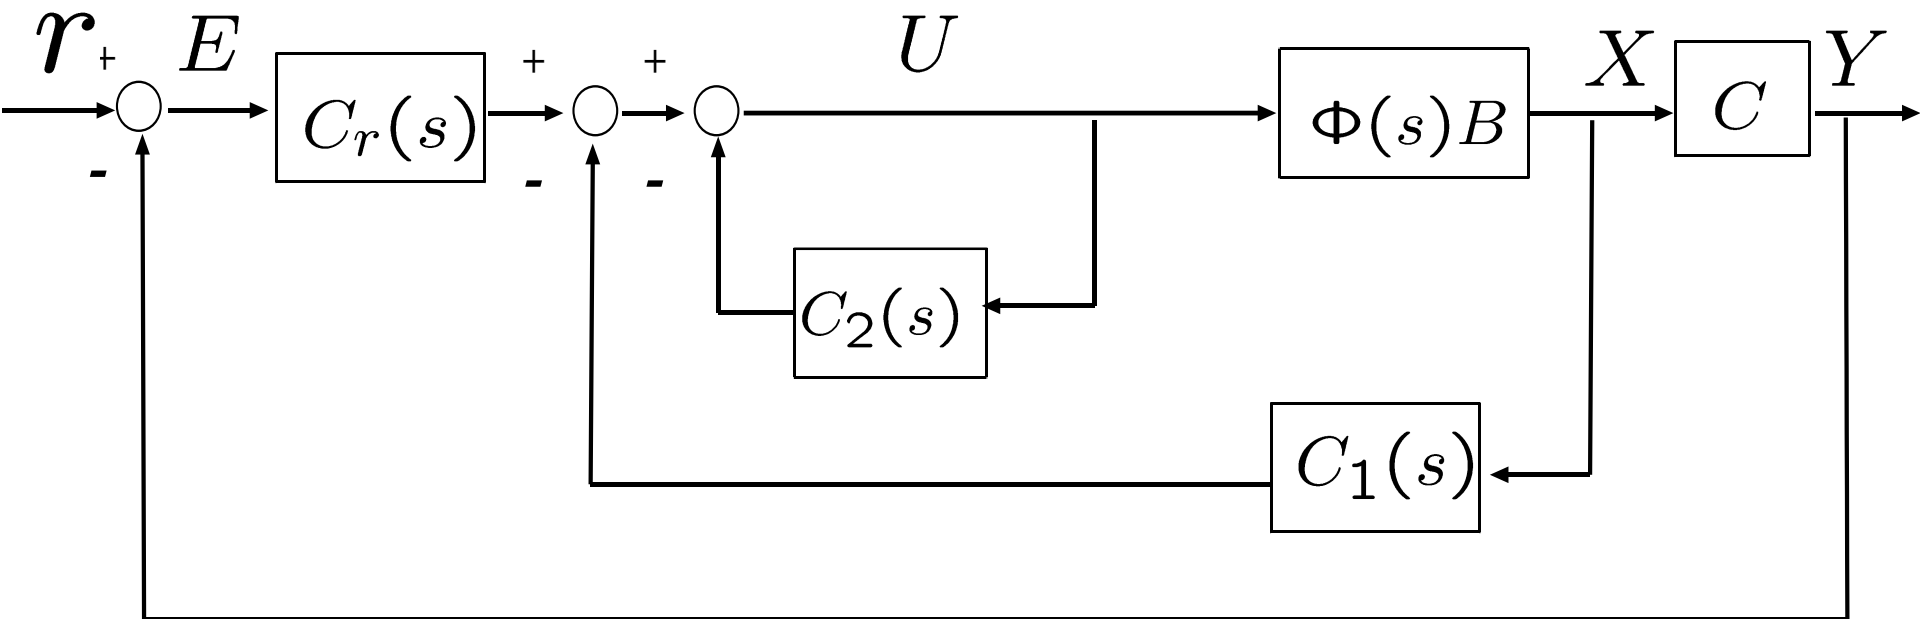 r E U X Y
+ + +
C_r(s) Φ(s)B C
- - -
C_2(s)
C_1(s)